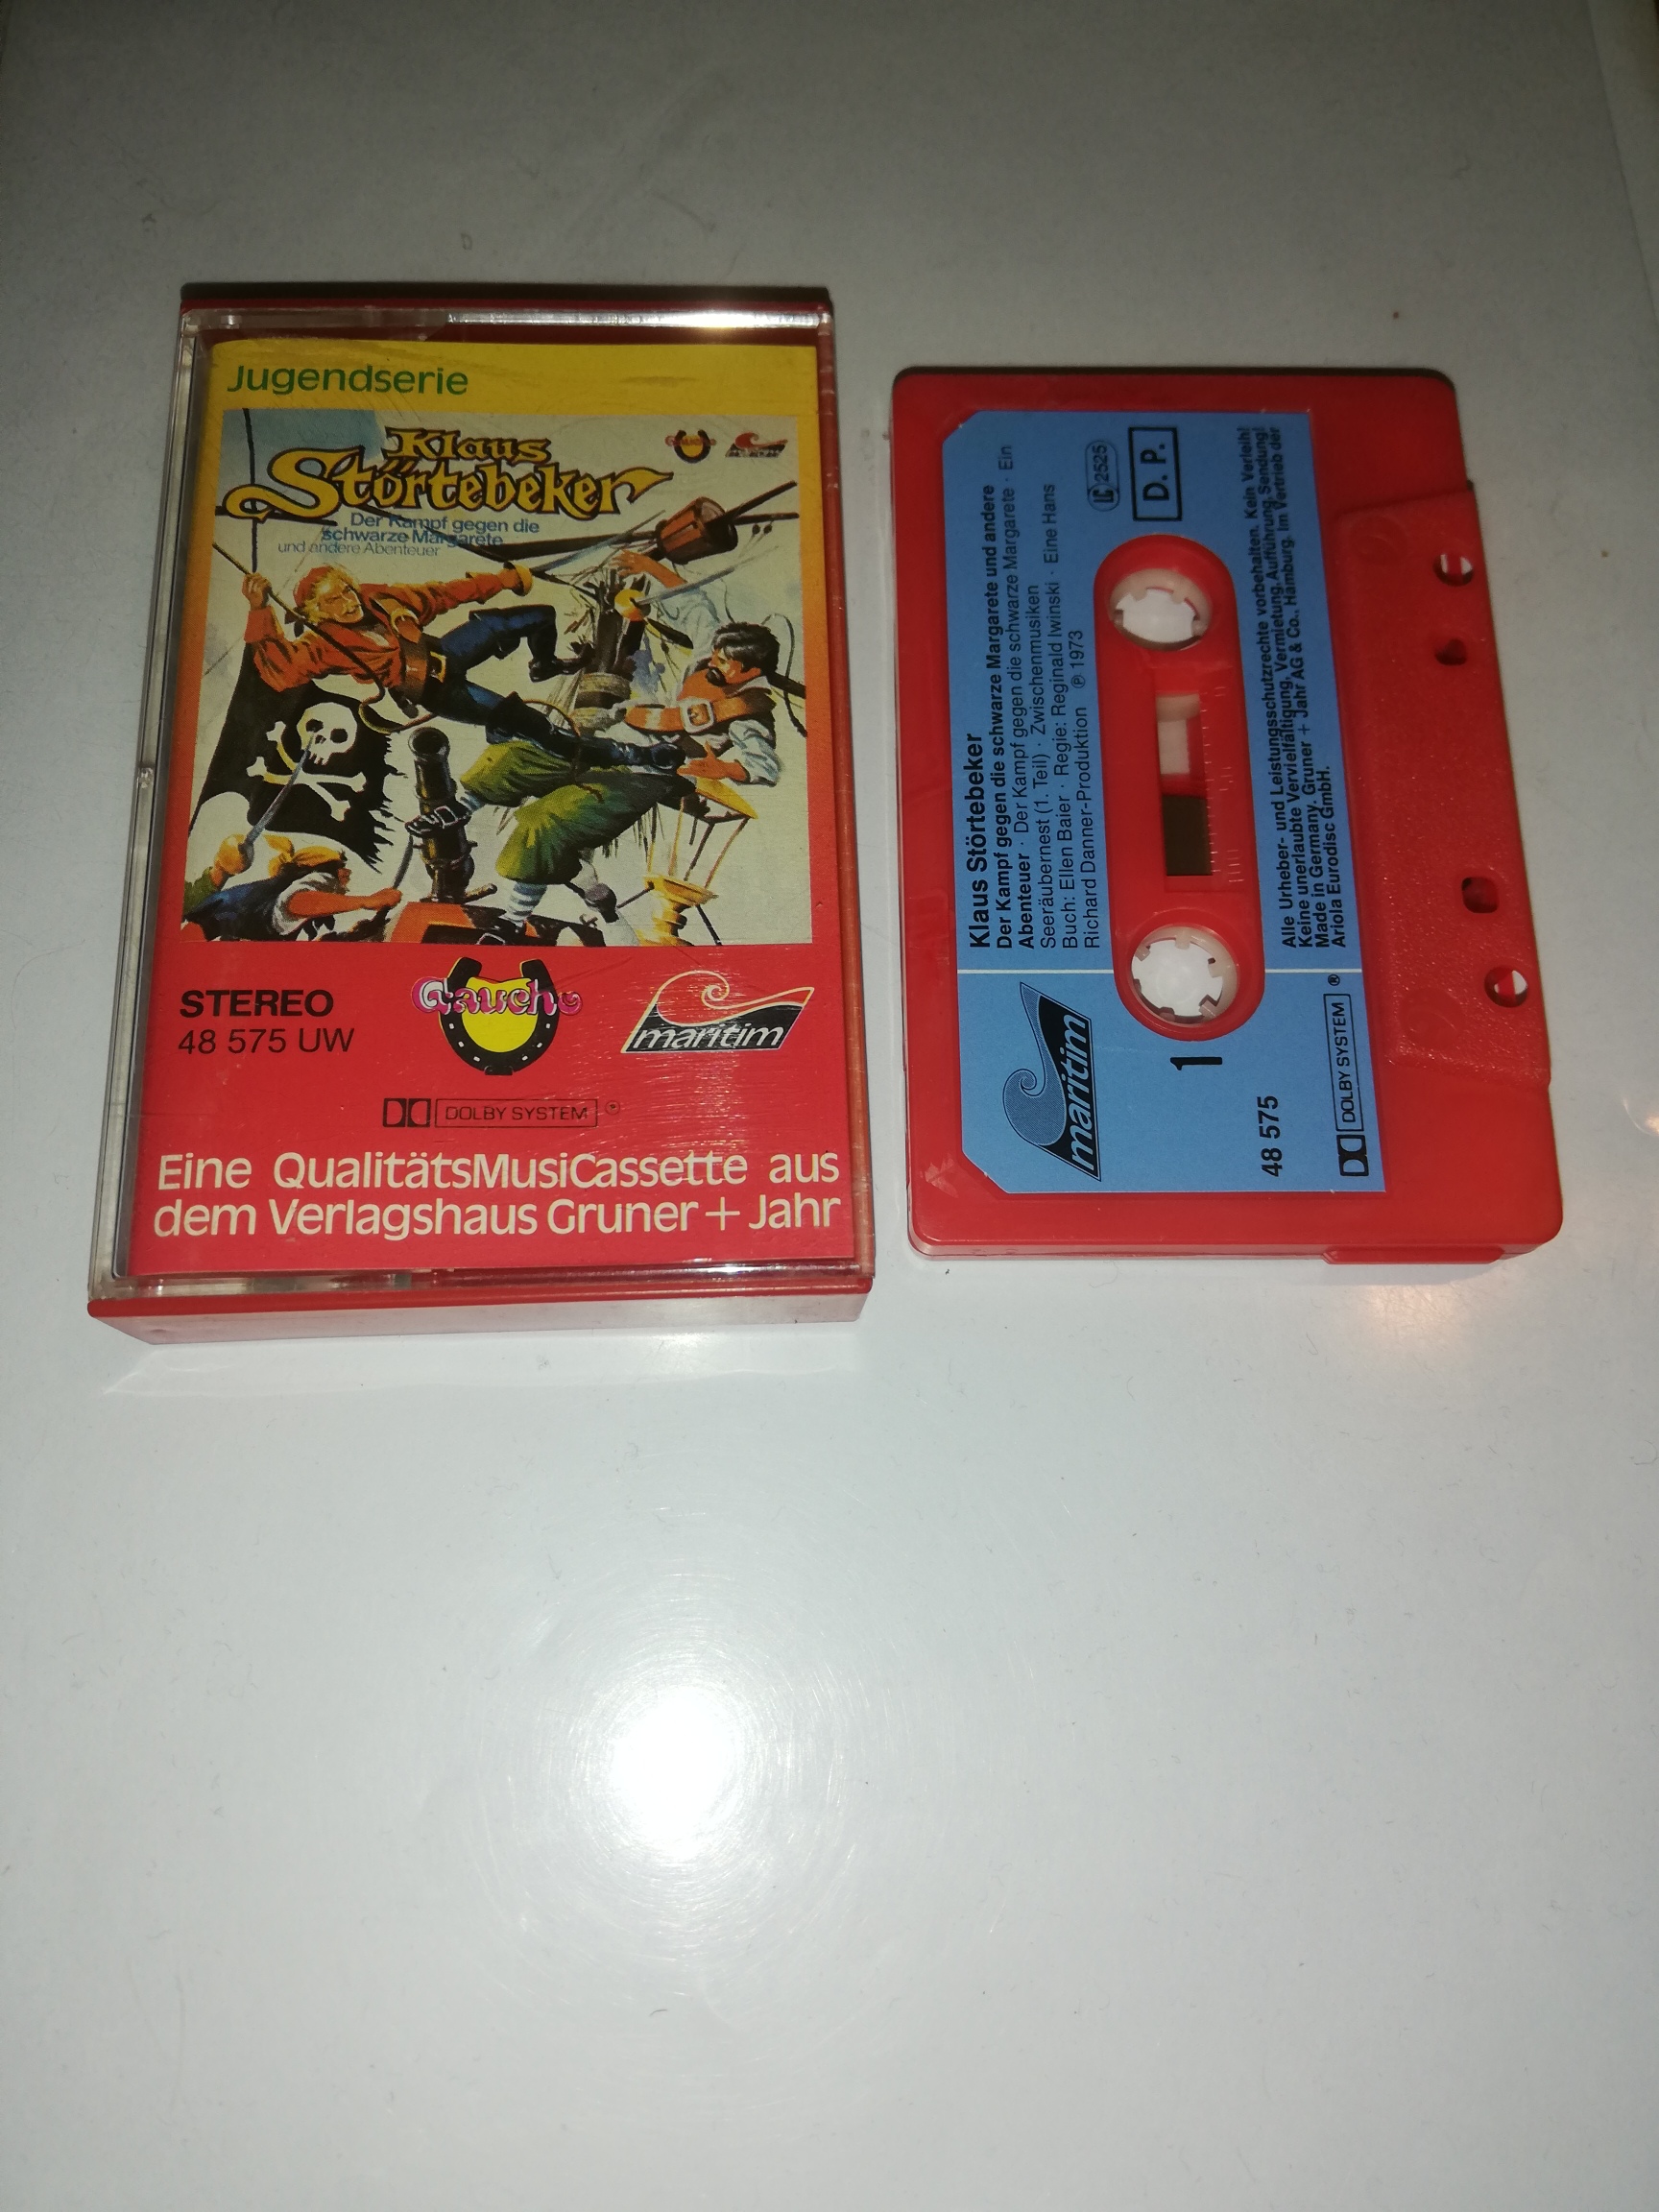 Jugendserie
Klaus
Störtebeker
Der Kampf gegen die
schwarze Margarete
und andere Abenteuer
Gaucho
maritim
STEREO
48 575 UW
Gaucho
maritim
DOLBY SYSTEM ®
Eine QualitätsMusiCassette aus
dem Verlagshaus Gruner + Jahr
Klaus Störtebeker
Der Kampf gegen die schwarze Margarete und andere
Abenteuer · Der Kampf gegen die schwarze Margarete · Ein
Seeräubernest (1. Teil) · Zwischenmusiken
Buch: Ellen Baier · Regie: Reginald Iwinski · Eine Hans
Richard Danner-Produktion ℗ 1973
LC 2525
D. P.
maritim
1
48 575
Alle Urheber- und Leistungsschutzrechte vorbehalten. Kein Verleih!
Keine unerlaubte Vervielfältigung, Vermietung, Aufführung, Sendung!
Made in Germany. Gruner + Jahr AG & Co., Hamburg. Im Vertrieb der
Ariola Eurodisc GmbH.
DOLBY SYSTEM ®